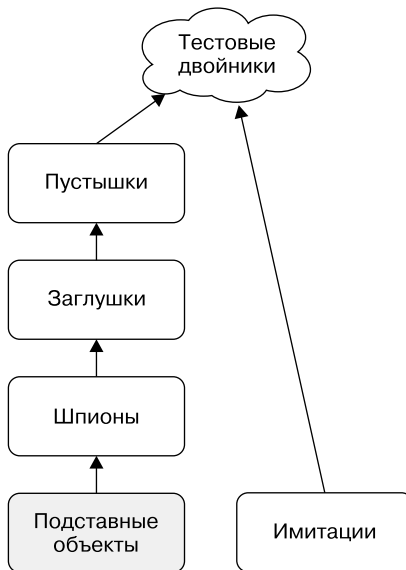 Тестовые
двойники
Пустышки
Заглушки
Шпионы
Подставные
объекты
Имитации